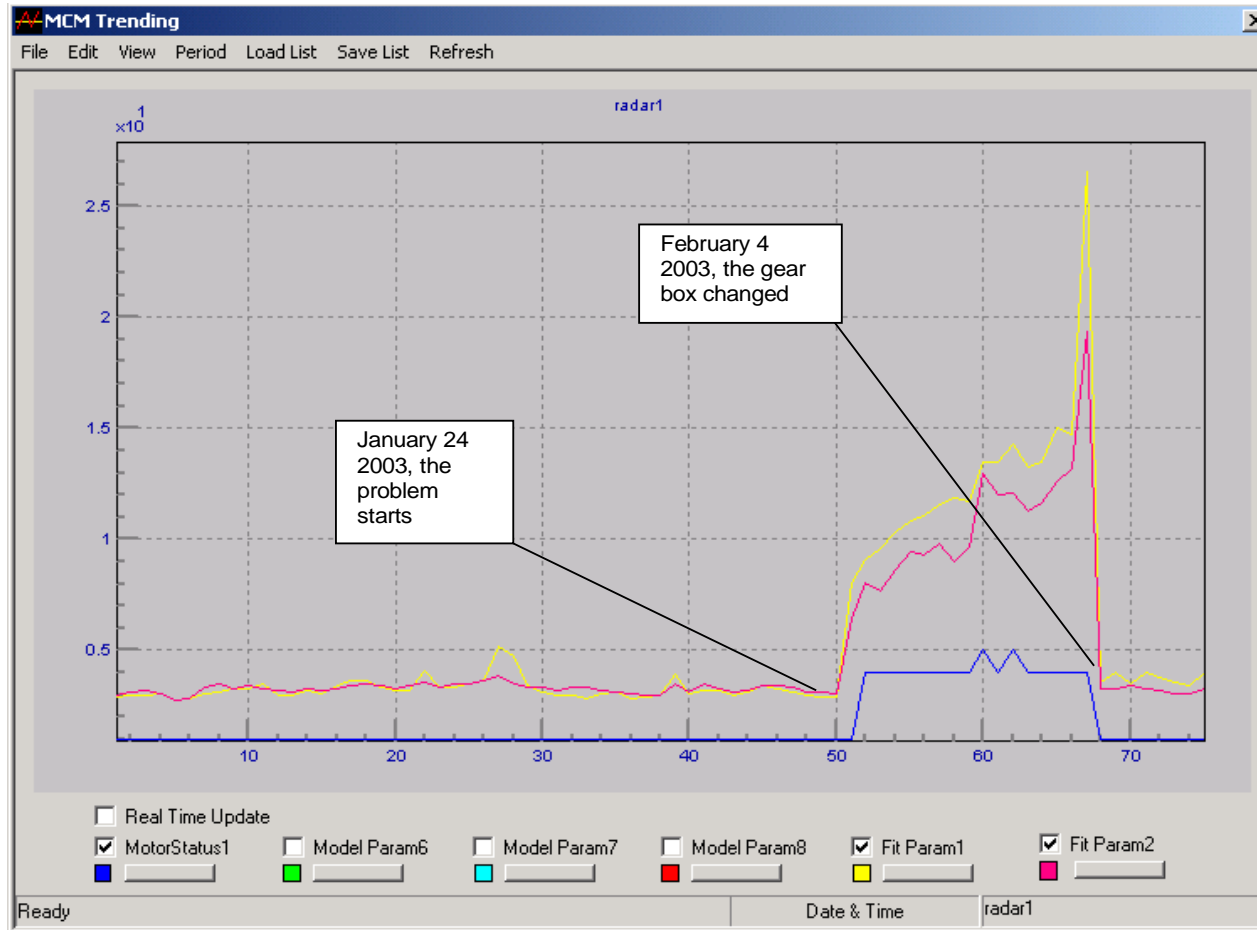 MCM Trending
File Edit View Period Load List Save List Refresh
radar1
1
×10
2.5
2
1.5
1
0.5
February 4
2003, the gear
box changed
January 24
2003, the
problem
starts
10 20 30 40 50 60 70
Real Time Update
MotorStatus1 Model Param6 Model Param7 Model Param8 Fit Param1 Fit Param2
Ready Date & Time radar1